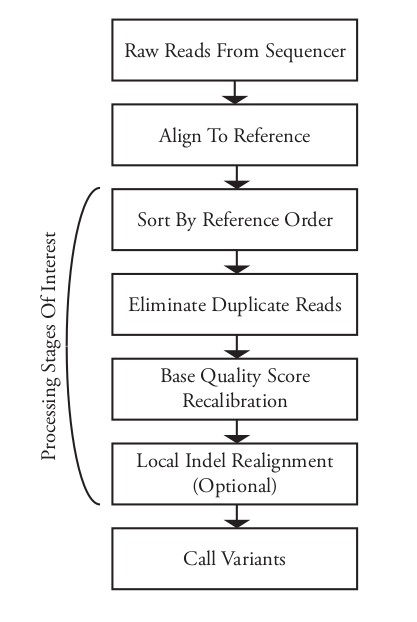 Raw Reads From Sequencer
Align To Reference
Processing Stages Of Interest
Sort By Reference Order
Eliminate Duplicate Reads
Base Quality Score
Recalibration
Local Indel Realignment
(Optional)
Call Variants